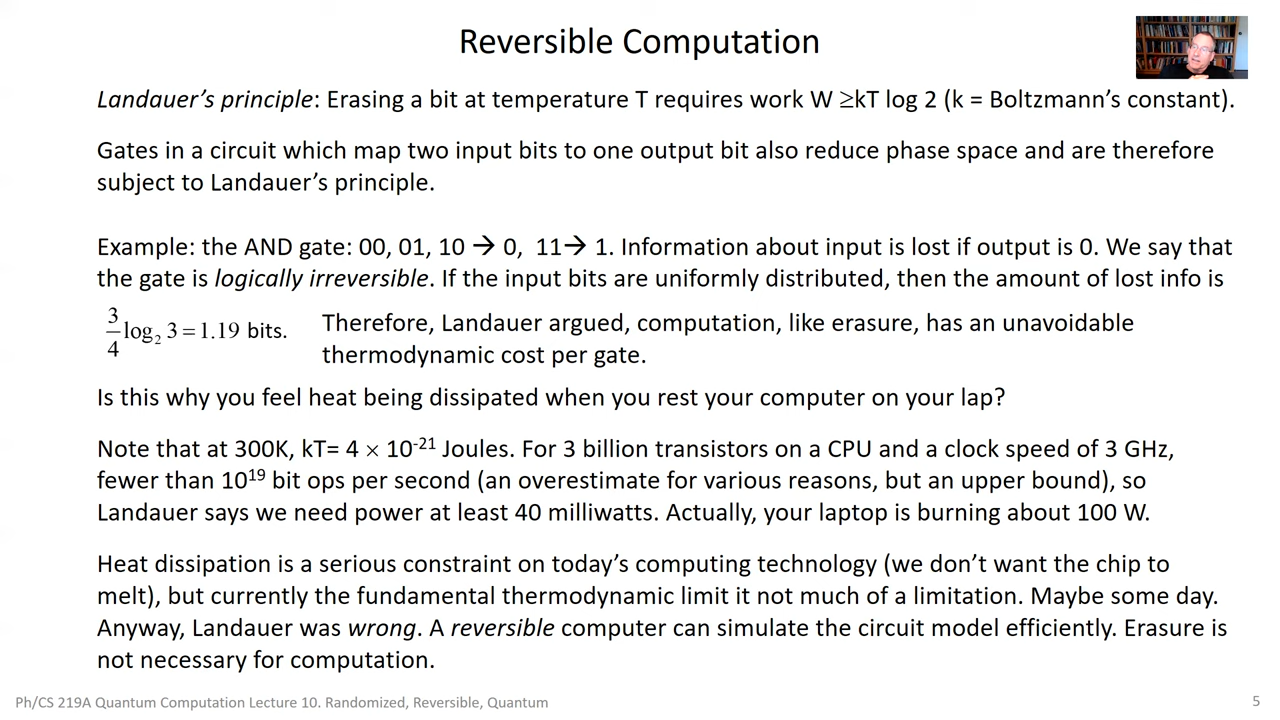 Reversible Computation
Landauer’s principle: Erasing a bit at temperature T requires work W ≥kT log 2 (k = Boltzmann’s constant).
Gates in a circuit which map two input bits to one output bit also reduce phase space and are therefore
subject to Landauer’s principle.
Example: the AND gate: 00, 01, 10 → 0,  11→ 1. Information about input is lost if output is 0. We say that
the gate is logically irreversible. If the input bits are uniformly distributed, then the amount of lost info is
3/4 log₂ 3 = 1.19 bits.
Therefore, Landauer argued, computation, like erasure, has an unavoidable
thermodynamic cost per gate.
Is this why you feel heat being dissipated when you rest your computer on your lap?
Note that at 300K, kT= 4 × 10⁻²¹ Joules. For 3 billion transistors on a CPU and a clock speed of 3 GHz,
fewer than 10¹⁹ bit ops per second (an overestimate for various reasons, but an upper bound), so
Landauer says we need power at least 40 milliwatts. Actually, your laptop is burning about 100 W.
Heat dissipation is a serious constraint on today’s computing technology (we don’t want the chip to
melt), but currently the fundamental thermodynamic limit it not much of a limitation. Maybe some day.
Anyway, Landauer was wrong. A reversible computer can simulate the circuit model efficiently. Erasure is
not necessary for computation.
Ph/CS 219A Quantum Computation Lecture 10. Randomized, Reversible, Quantum
5